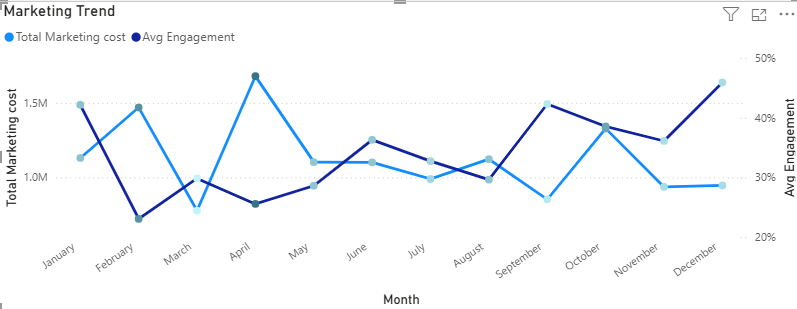 Marketing Trend
Total Marketing cost Avg Engagement
Total Marketing cost
1.5M
1.0M
50%
40%
30%
20%
Avg Engagement
January February March April May June July August September October November December
Month